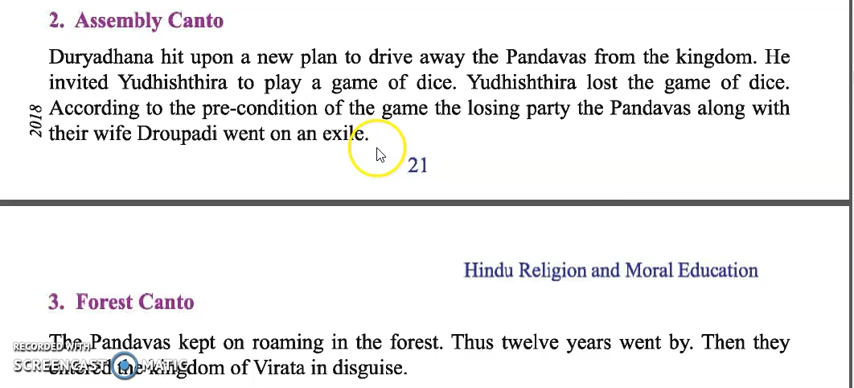 2. Assembly Canto
Duryadhana hit upon a new plan to drive away the Pandavas from the kingdom. He
invited Yudhishthira to play a game of dice. Yudhishthira lost the game of dice.
According to the pre-condition of the game the losing party the Pandavas along with
their wife Droupadi went on an exile.
2018
21
Hindu Religion and Moral Education
3. Forest Canto
The Pandavas kept on roaming in the forest. Thus twelve years went by. Then they
entered the kingdom of Virata in disguise.
RECORDED WITH
SCREENCAST MATIC